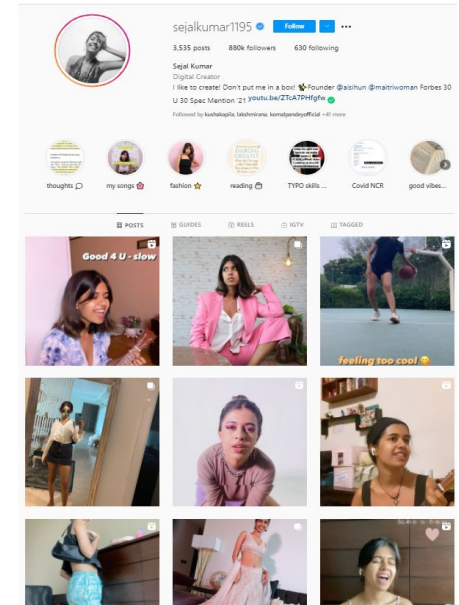 sejalkumar1195 Follow
3,535 posts 880k followers 630 following
Sejal Kumar
Digital Creator
I like to create! Don't put me in a box! Founder @aisihun @maitriwoman Forbes 30
U 30 Spec Mention '21 youtu.be/ZTcA7PHfgfw
Followed by kushakapila, lakshmirana, komalpandeyofficial +41 more
thoughts my songs fashion reading TYPO skills ... Covid NCR good vibes...
POSTS GUIDES REELS IGTV TAGGED
Good 4 U - slow
feeling too cool